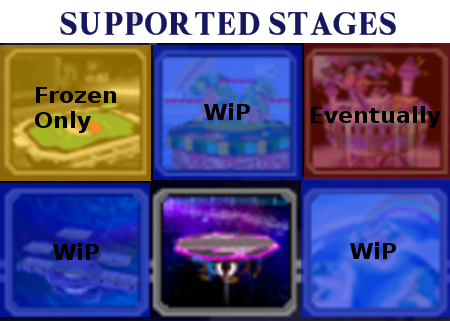 SUPPORTED STAGES
Frozen
Only
WiP
Eventually
WiP
WiP